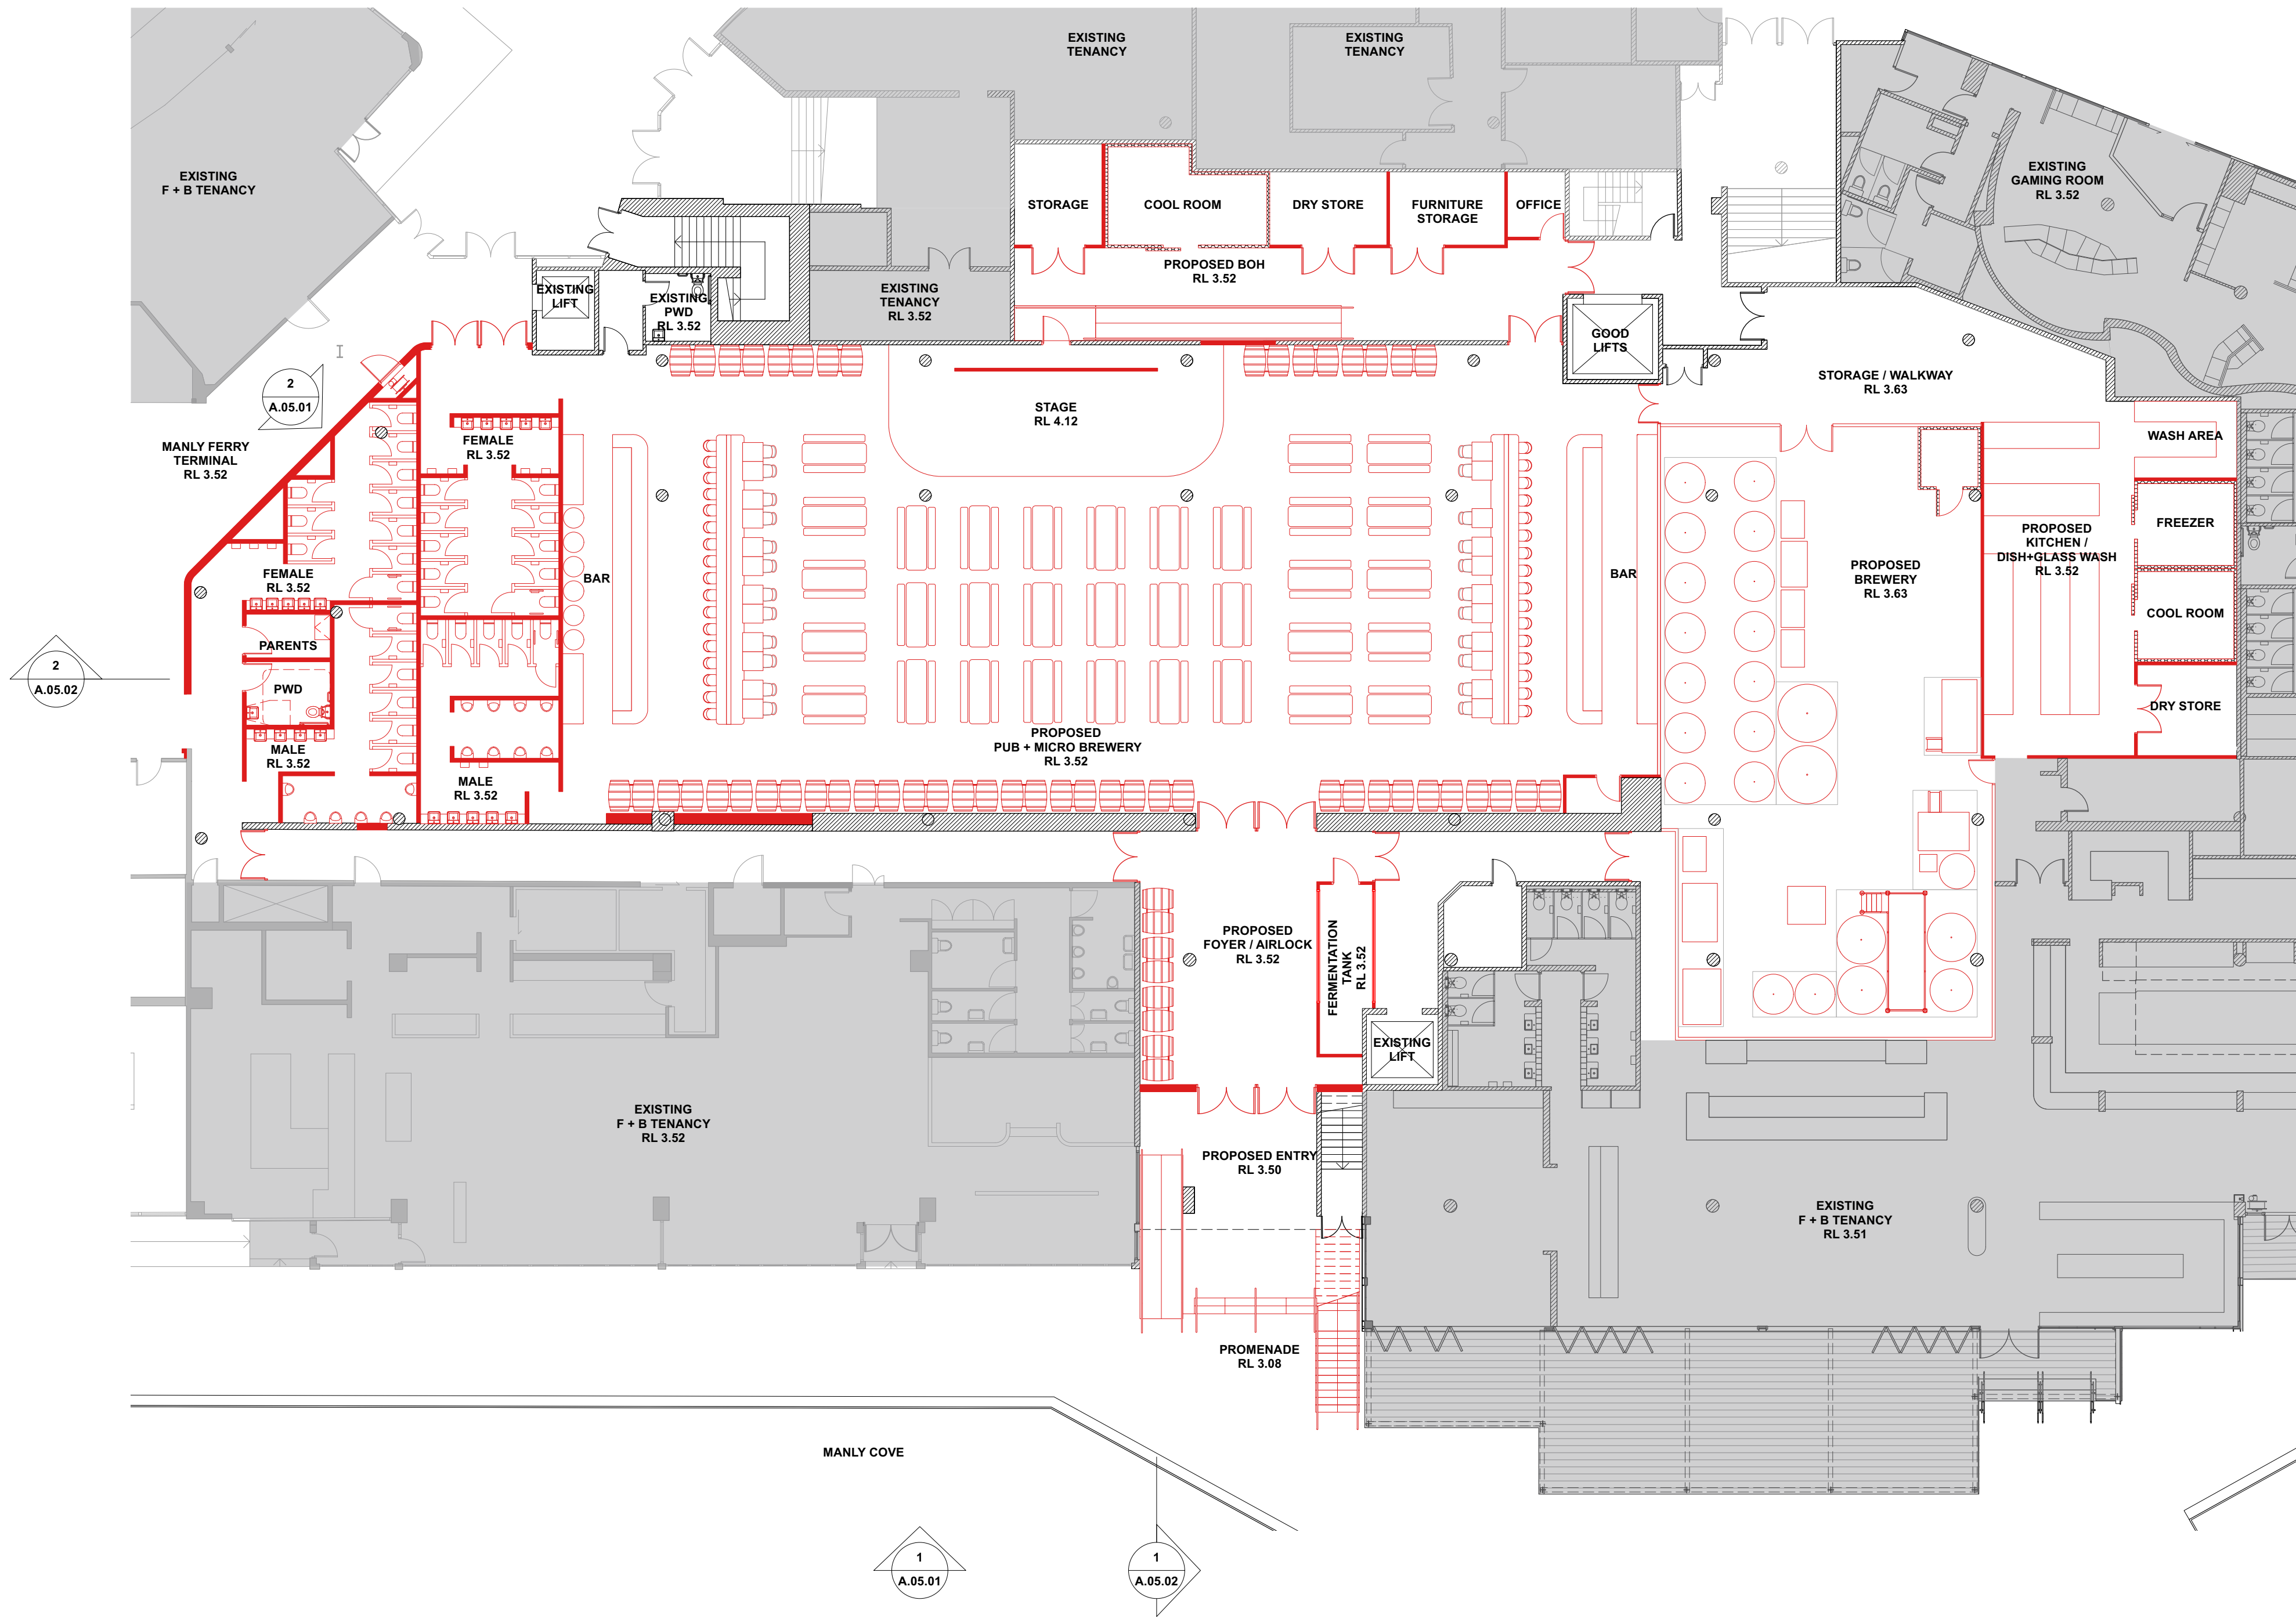 EXISTING
TENANCY
EXISTING
TENANCY
EXISTING
F + B TENANCY
EXISTING
GAMING ROOM
RL 3.52
STORAGE
COOL ROOM
DRY STORE
FURNITURE
STORAGE
OFFICE
PROPOSED BOH
RL 3.52
EXISTING
LIFT
EXISTING
PWD
RL 3.52
EXISTING
TENANCY
RL 3.52
GOOD
LIFTS
STORAGE / WALKWAY
RL 3.63
2
A.05.01
STAGE
RL 4.12
MANLY FERRY
TERMINAL
RL 3.52
FEMALE
RL 3.52
WASH AREA
FREEZER
PROPOSED
KITCHEN /
DISH+GLASS WASH
RL 3.52
FEMALE
RL 3.52
BAR
BAR
PROPOSED
BREWERY
RL 3.63
COOL ROOM
PARENTS
2
A.05.02
PWD
DRY STORE
PROPOSED
PUB + MICRO BREWERY
RL 3.52
MALE
RL 3.52
MALE
RL 3.52
PROPOSED
FOYER / AIRLOCK
RL 3.52
FERMENTATION
TANK
RL 3.52
EXISTING
LIFT
EXISTING
F + B TENANCY
RL 3.52
PROPOSED ENTRY
RL 3.50
EXISTING
F + B TENANCY
RL 3.51
PROMENADE
RL 3.08
MANLY COVE
1
A.05.01
1
A.05.02